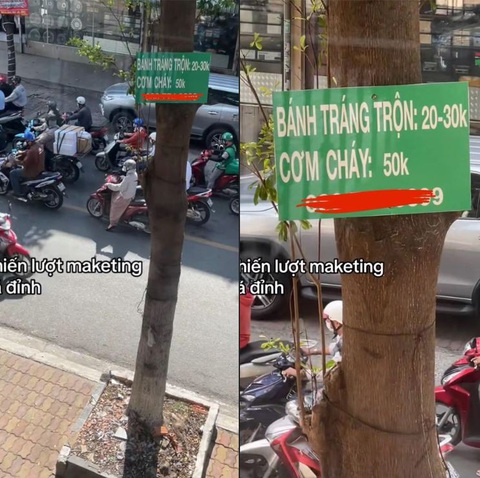 BÁNH TRÁNG TRỘN: 20-30k
CƠM CHÁY: 50k
hiến lượt maketing
á đỉnh
BÁNH TRÁNG TRỘN: 20-30k
CƠM CHÁY: 50k
hiến lượt maketing
á đỉnh